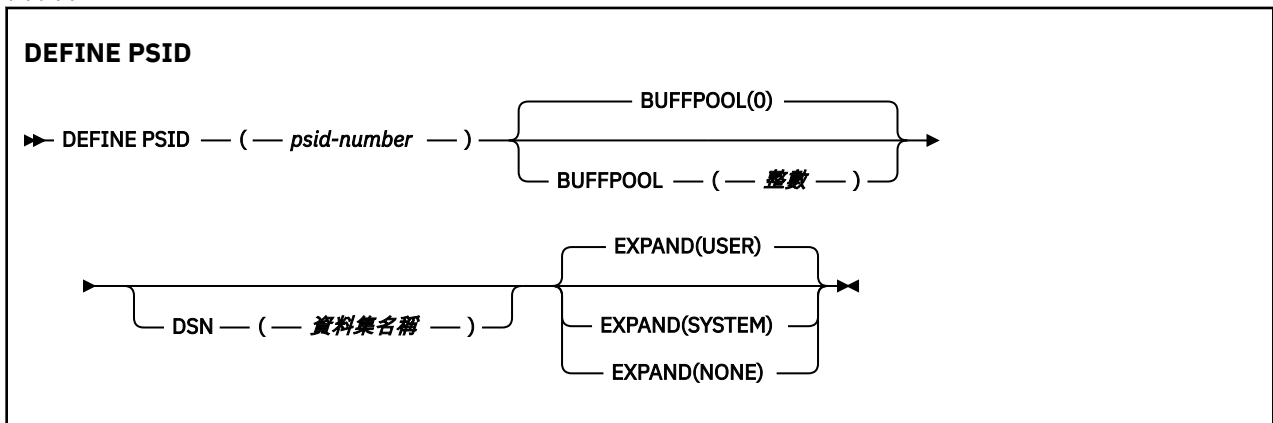 DEFINE PSID
BUFFPOOL(0)
DEFINE PSID ( psid-number )
BUFFPOOL ( 整數 )
EXPAND(USER)
DSN ( 資料集名稱 )
EXPAND(SYSTEM)
EXPAND(NONE)